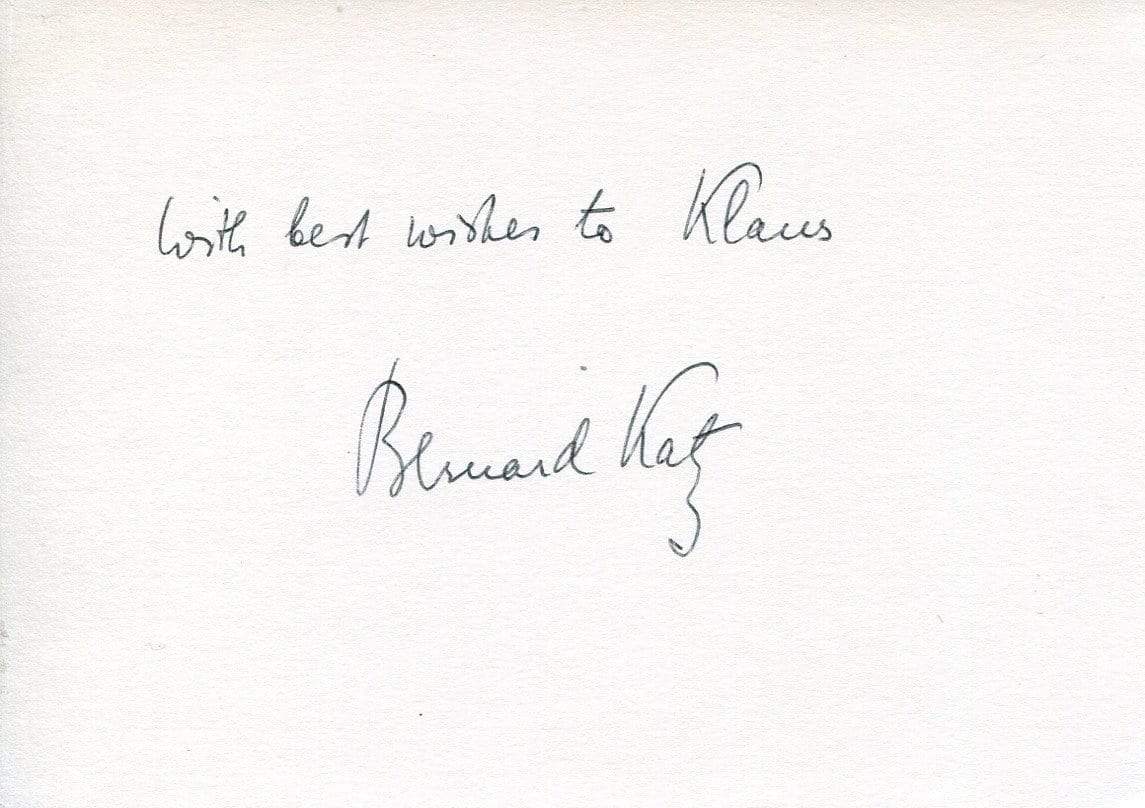 with best wishes to Klaus
Bernard Katz